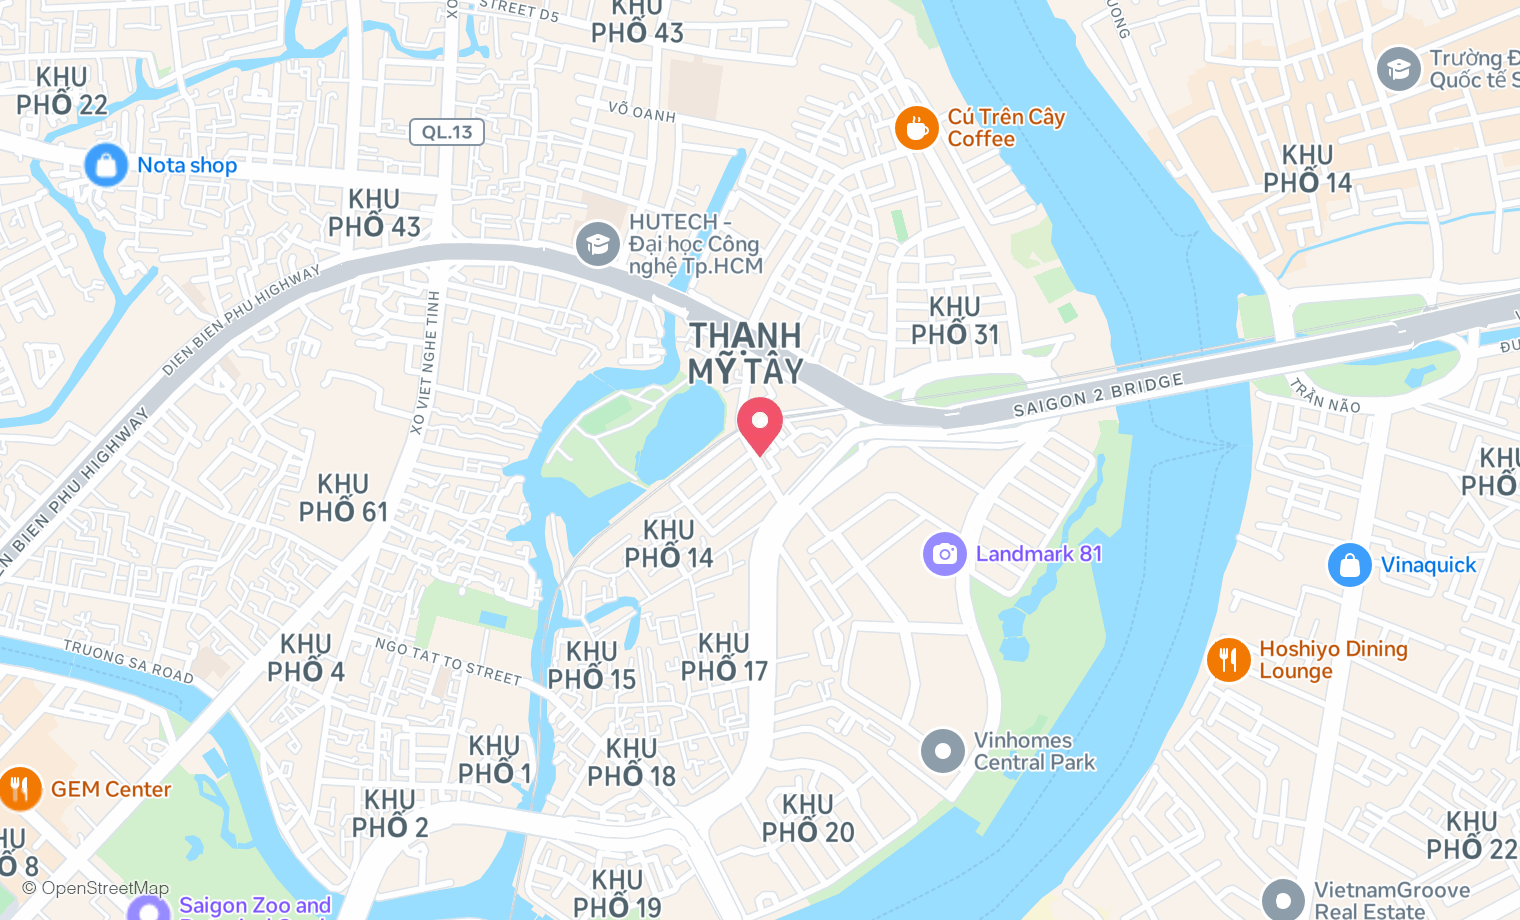 STREET D5
KHU
PHỐ 43
KHU
PHỐ 22
VÕ OANH
QL.13
Cú Trên Cây
Coffee
Quốc tế S
Nota shop
KHU
PHỐ 14
KHU
PHỐ 43
HUTECH -
Đại học Công
nghệ Tp.HCM
DIEN BIEN PHU HIGHWAY
XO VIET NGHE TINH
KHU
PHỐ 31
THẠNH
MỸ TÂY
SAIGON 2 BRIDGE
TRẦN NÃO
BIEN PHU HIGHWAY
KHU
PHỐ 61
KHU
PHỐ 14
Landmark 81
Vinaquick
TRUONG SA ROAD
KHU
PHỐ 4
NGO TAT TO STREET
KHU
PHỐ 15
KHU
PHỐ 17
Hoshiyo Dining
Lounge
KHU
PHỐ 1
KHU
PHỐ 18
Vinhomes
Central Park
GEM Center
KHU
PHỐ 2
KHU
PHỐ 20
KHU
PHỐ 22
© OpenStreetMap
Saigon Zoo and
KHU
PHỐ 19
VietnamGroove
Real Estate